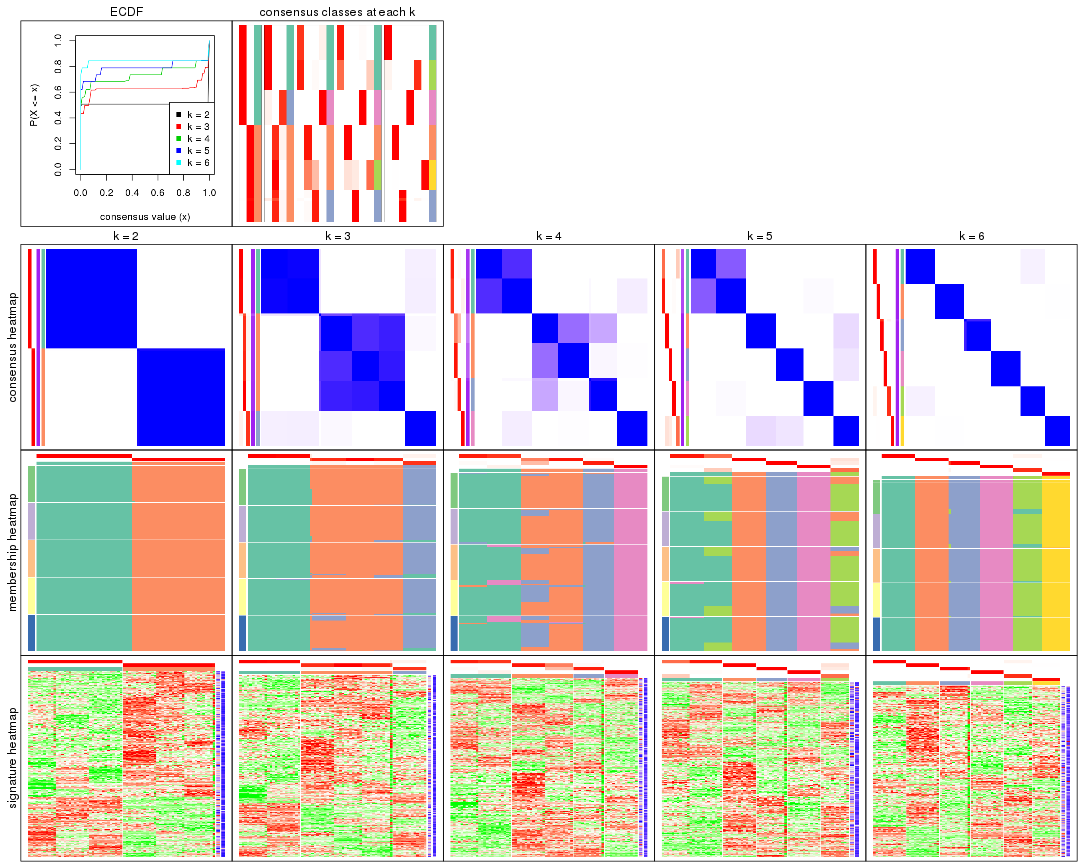 ECDF
consensus classes at each k
P(X <= x)
1.0
0.8
0.6
0.4
0.2
0.0
k = 2
k = 3
k = 4
k = 5
k = 6
0.0 0.2 0.4 0.6 0.8 1.0
consensus value (x)
k = 2
k = 3
k = 4
k = 5
k = 6
consensus heatmap
membership heatmap
signature heatmap